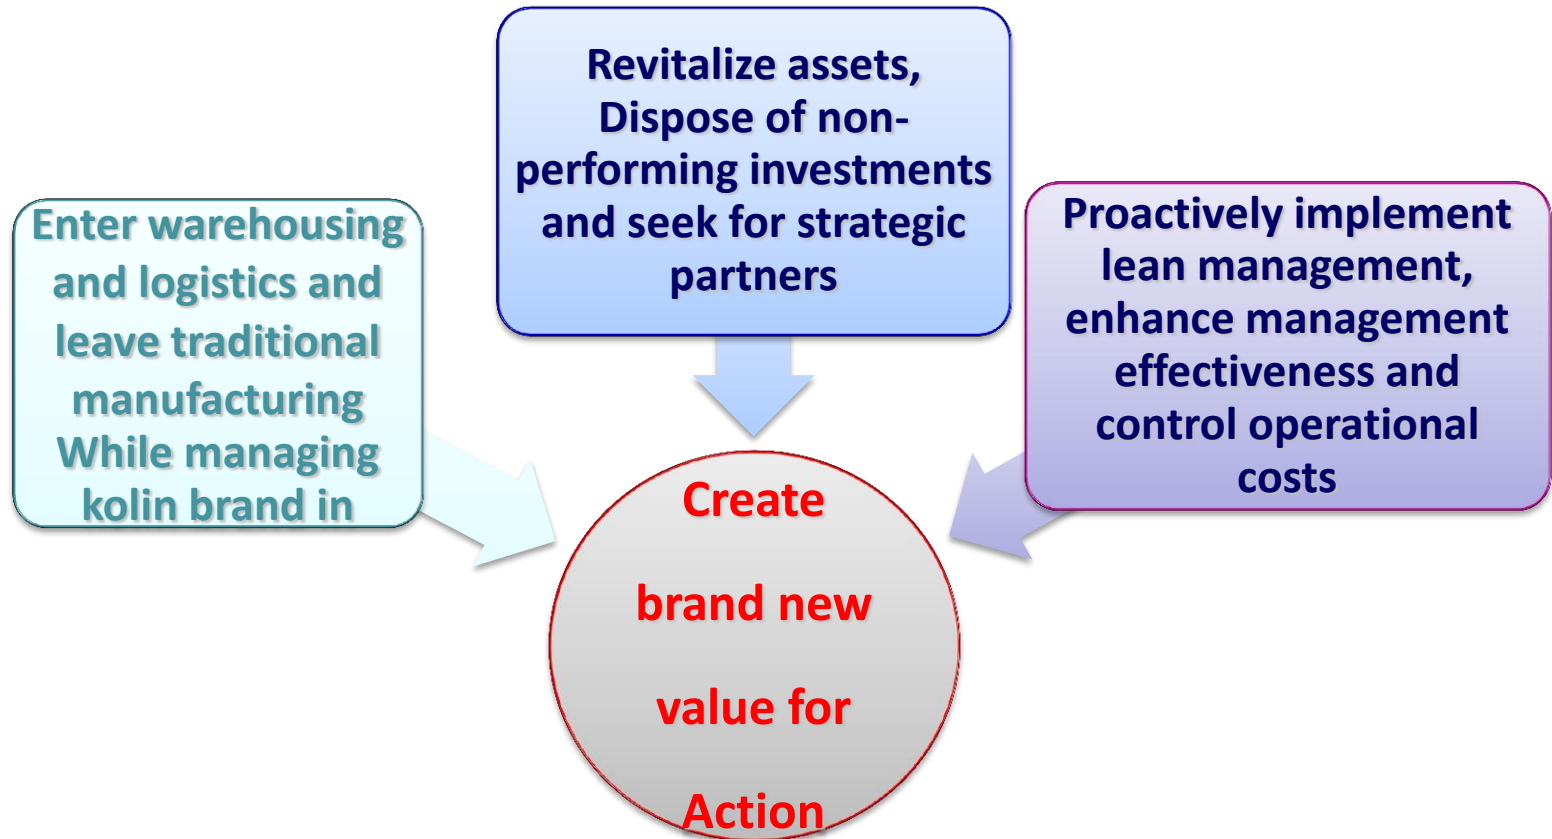 Revitalize assets,
Dispose of non-
performing investments
and seek for strategic
partners
Enter warehousing
and logistics and
leave traditional
manufacturing
While managing
kolin brand in
Proactively implement
lean management,
enhance management
effectiveness and
control operational
costs
Create
brand new
value for
Action